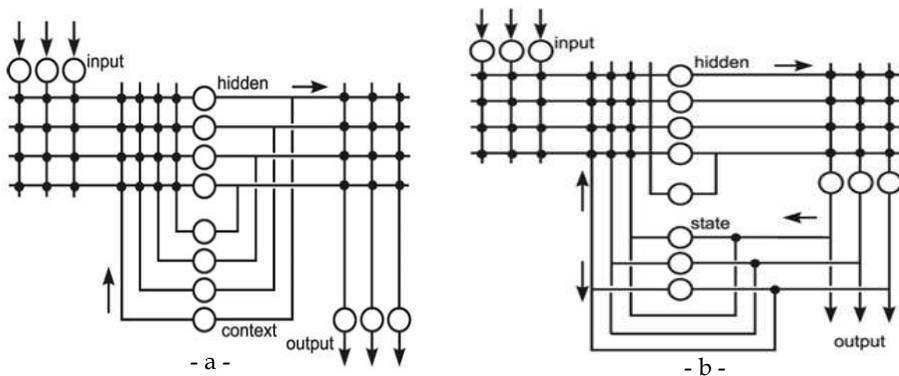 input
hidden
context
output
- a -
input
hidden
state
output
- b -